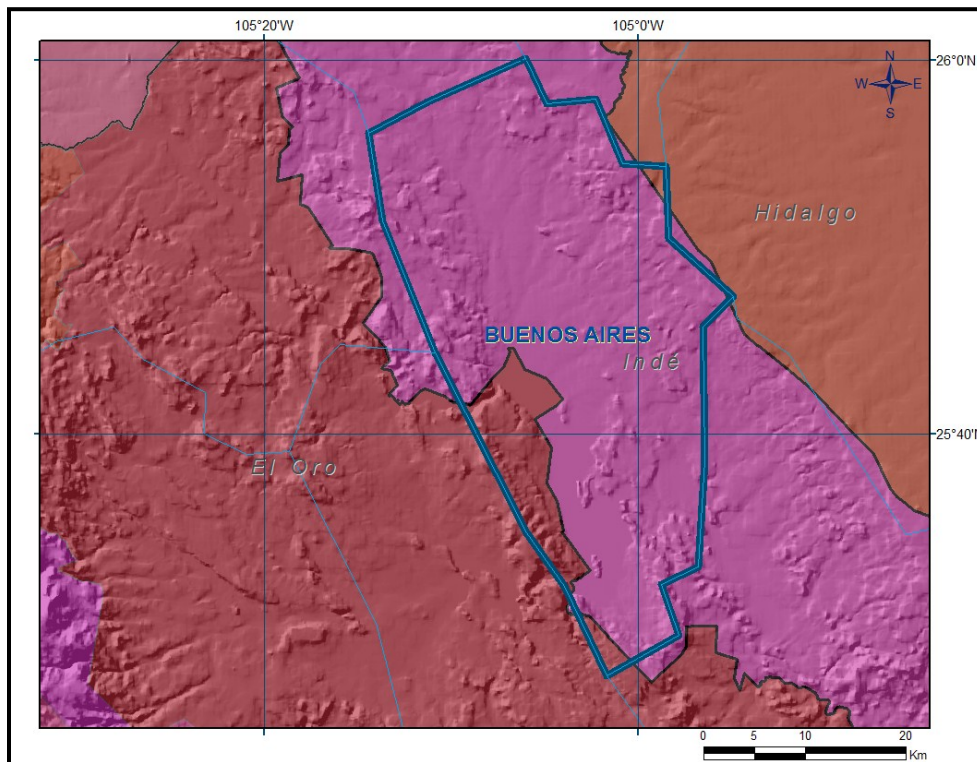 105°20'W
105°0'W
26°0'N
N
W E
S
Hidalgo
BUENOS AIRES
Indé
25°40'N
El Oro
0 5 10 20
Km